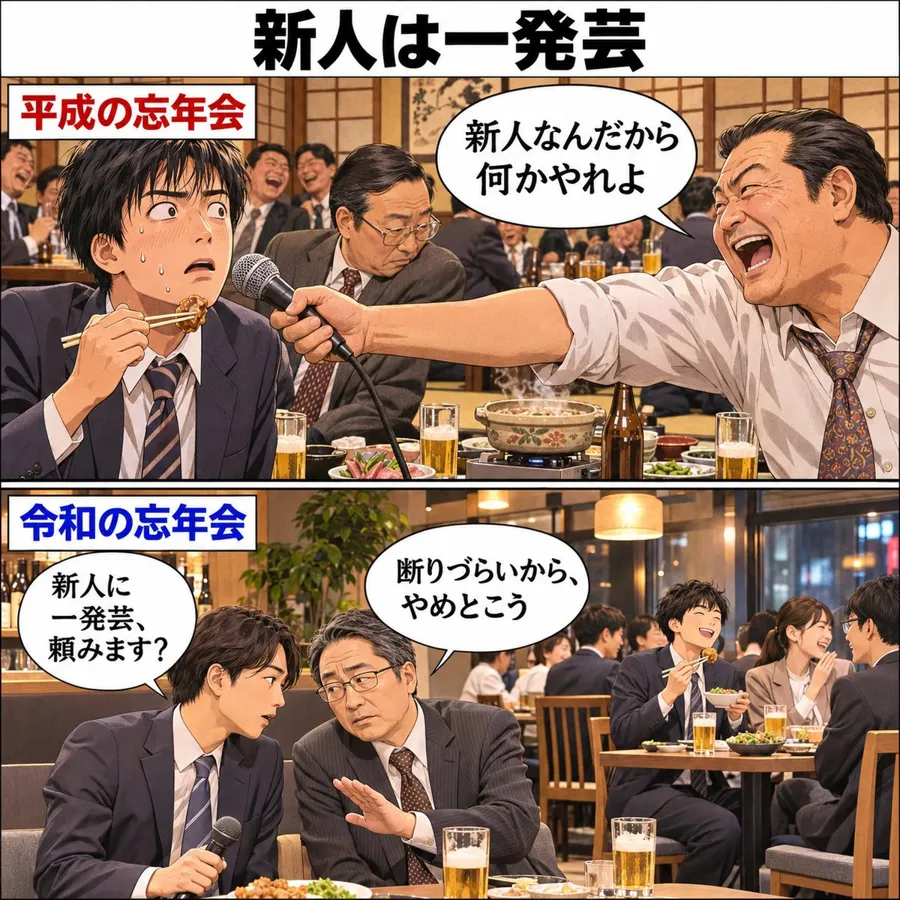 新人は一発芸
平成の忘年会
新人なんだから
何かやれよ
令和の忘年会
新人に
一発芸、
頼みます?
断りづらいから、
やめとこう